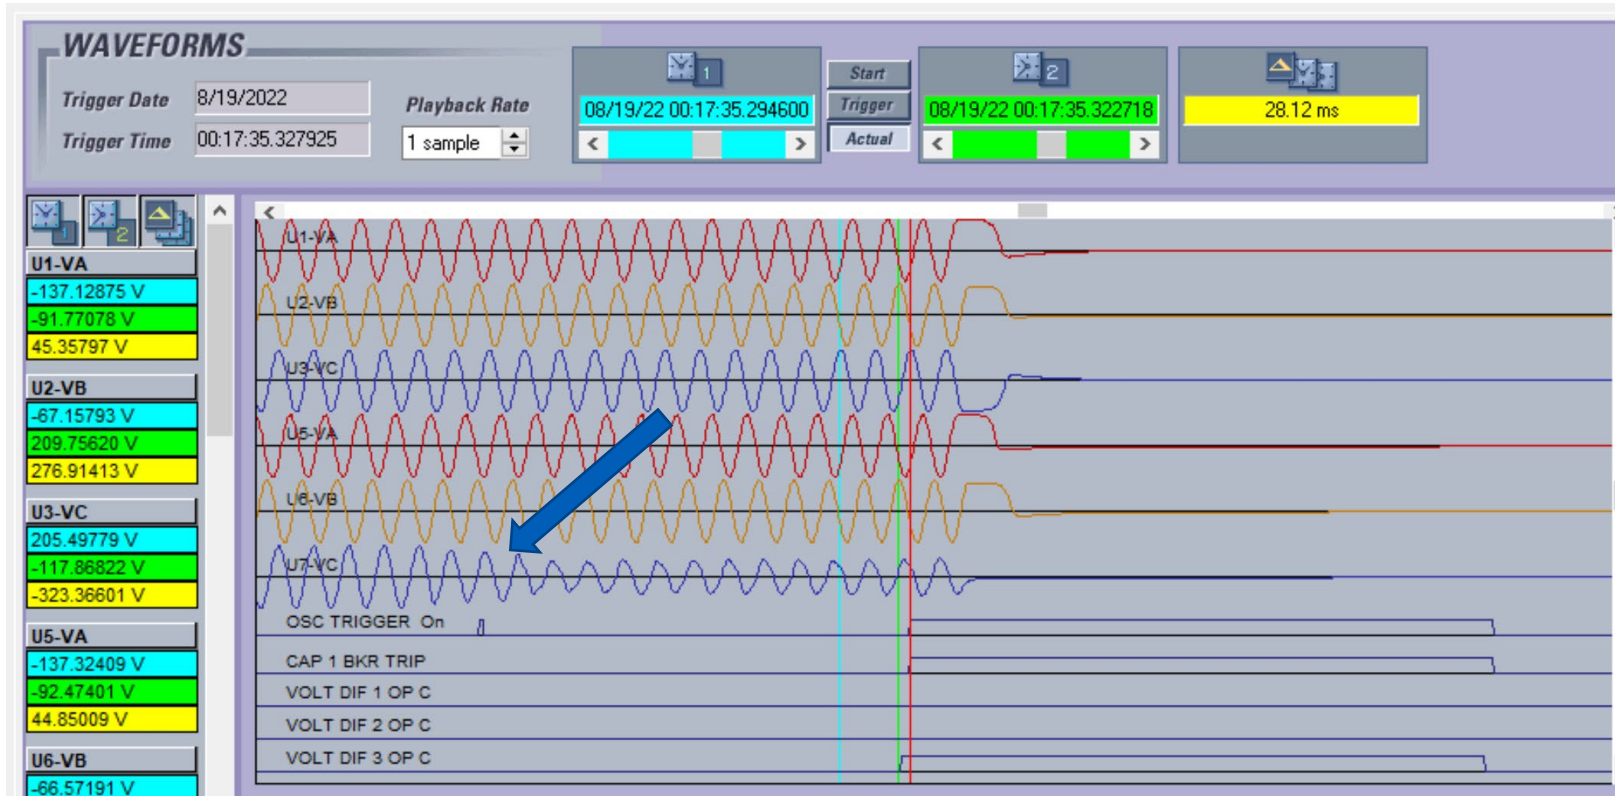 WAVEFORMS
Trigger Date 8/19/2022
Trigger Time 00:17:35.327925
Playback Rate
1 sample
1
08/19/22 00:17:35.294600
Start
Trigger
Actual
2
08/19/22 00:17:35.322718
28.12 ms
1
2
U1-VA
-137.12875 V
-91.77078 V
45.35797 V
U2-VB
-67.15793 V
209.75620 V
276.91413 V
U3-VC
205.49779 V
-117.86822 V
-323.36601 V
U5-VA
-137.32409 V
-92.47401 V
44.85009 V
U6-VB
-66.57191 V
U1-VA
U2-VB
U3-VC
U5-VA
U6-VB
U7-VC
OSC TRIGGER On
CAP 1 BKR TRIP
VOLT DIF 1 OP C
VOLT DIF 2 OP C
VOLT DIF 3 OP C